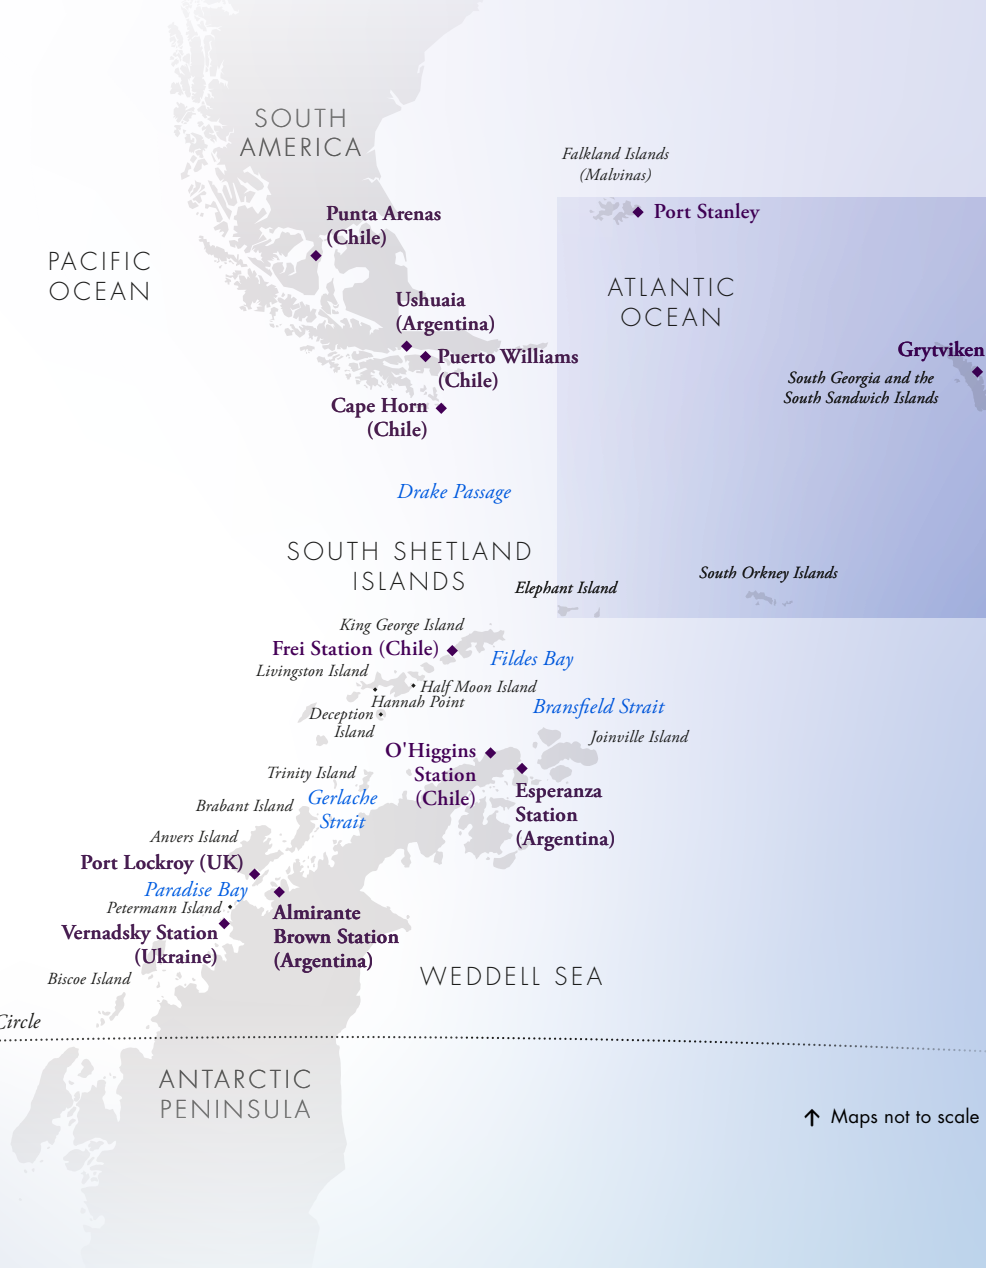 SOUTH
AMERICA
Falkland Islands
(Malvinas)
Punta Arenas
(Chile)
Port Stanley
PACIFIC
OCEAN
ATLANTIC
OCEAN
Ushuaia
(Argentina)
Puerto Williams
(Chile)
Grytviken
South Georgia and the
South Sandwich Islands
Cape Horn
(Chile)
Drake Passage
SOUTH SHETLAND
ISLANDS
Elephant Island
South Orkney Islands
King George Island
Frei Station (Chile)
Fildes Bay
Livingston Island
Half Moon Island
Hannah Point
Deception
Island
Bransfield Strait
Joinville Island
O'Higgins
Station
(Chile)
Trinity Island
Esperanza
Station
(Argentina)
Gerlache
Strait
Brabant Island
Anvers Island
Port Lockroy (UK)
Paradise Bay
Petermann Island
Almirante
Brown Station
(Argentina)
Vernadsky Station
(Ukraine)
Biscoe Island
WEDDELL SEA
Circle
ANTARCTIC
PENINSULA
↑ Maps not to scale